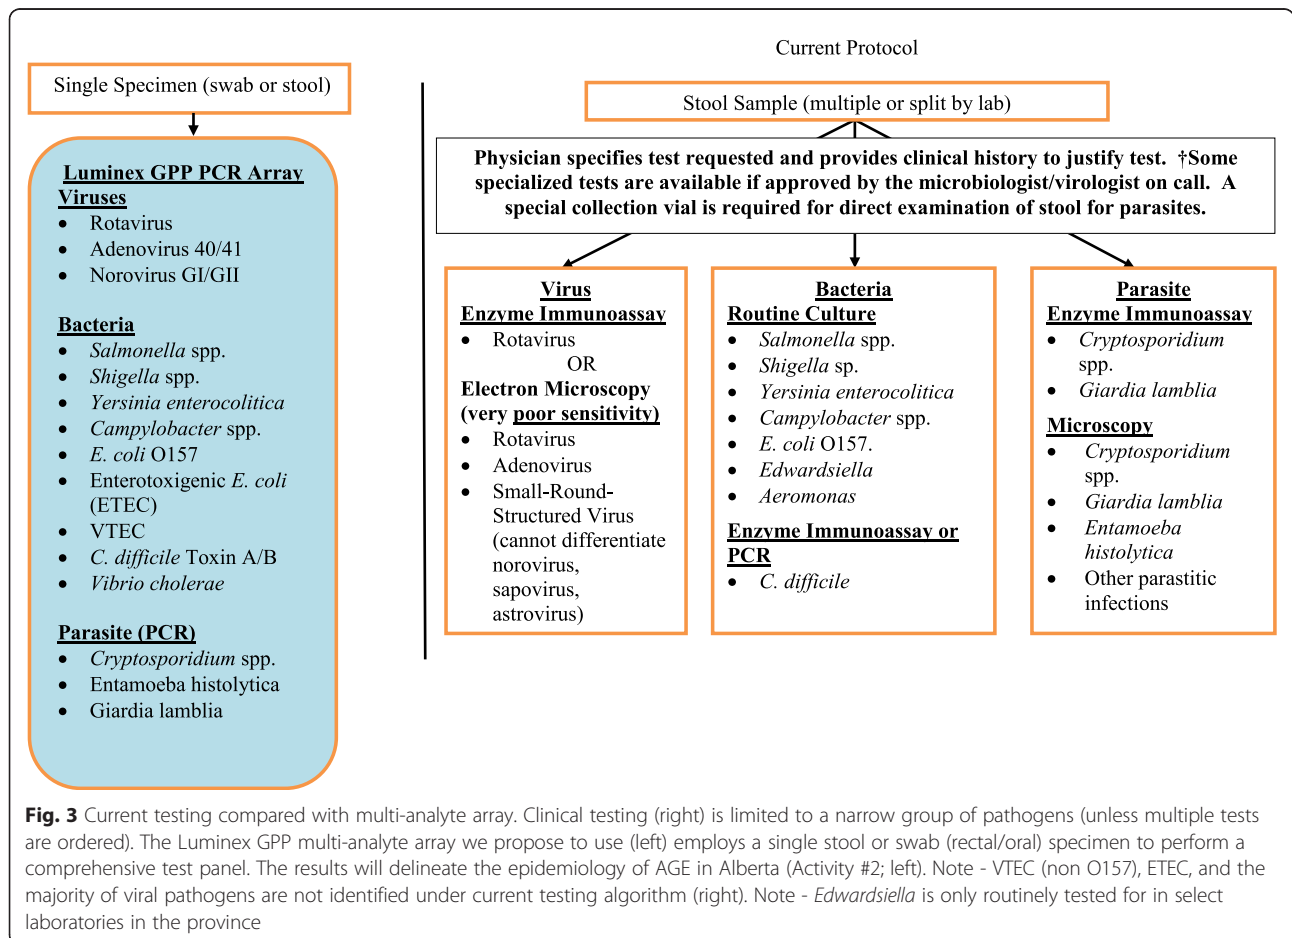 Single Specimen (swab or stool)
Luminex GPP PCR Array
Viruses
• Rotavirus
• Adenovirus 40/41
• Norovirus GI/GII
Bacteria
• Salmonella spp.
• Shigella spp.
• Yersinia enterocolitica
• Campylobacter spp.
• E. coli O157
• Enterotoxigenic E. coli
(ETEC)
• VTEC
• C. difficile Toxin A/B
• Vibrio cholerae
Parasite (PCR)
• Cryptosporidium spp.
• Entamoeba histolytica
• Giardia lamblia
Current Protocol
Stool Sample (multiple or split by lab)
Physician specifies test requested and provides clinical history to justify test. †Some
specialized tests are available if approved by the microbiologist/virologist on call. A
special collection vial is required for direct examination of stool for parasites.
Virus
Enzyme Immunoassay
• Rotavirus
OR
Electron Microscopy
(very poor sensitivity)
• Rotavirus
• Adenovirus
• Small-Round-
Structured Virus
(cannot differentiate
norovirus,
sapovirus,
astrovirus)
Bacteria
Routine Culture
• Salmonella spp.
• Shigella sp.
• Yersinia enterocolitica
• Campylobacter spp.
• E. coli O157.
• Edwardsiella
• Aeromonas
Enzyme Immunoassay or
PCR
• C. difficile
Parasite
Enzyme Immunoassay
• Cryptosporidium
spp.
• Giardia lamblia
Microscopy
• Cryptosporidium
spp.
• Giardia lamblia
• Entamoeba
histolytica
• Other parastitic
infections
Fig. 3 Current testing compared with multi-analyte array. Clinical testing (right) is limited to a narrow group of pathogens (unless multiple tests
are ordered). The Luminex GPP multi-analyte array we propose to use (left) employs a single stool or swab (rectal/oral) specimen to perform a
comprehensive test panel. The results will delineate the epidemiology of AGE in Alberta (Activity #2; left). Note - VTEC (non O157), ETEC, and the
majority of viral pathogens are not identified under current testing algorithm (right). Note - Edwardsiella is only routinely tested for in select
laboratories in the province